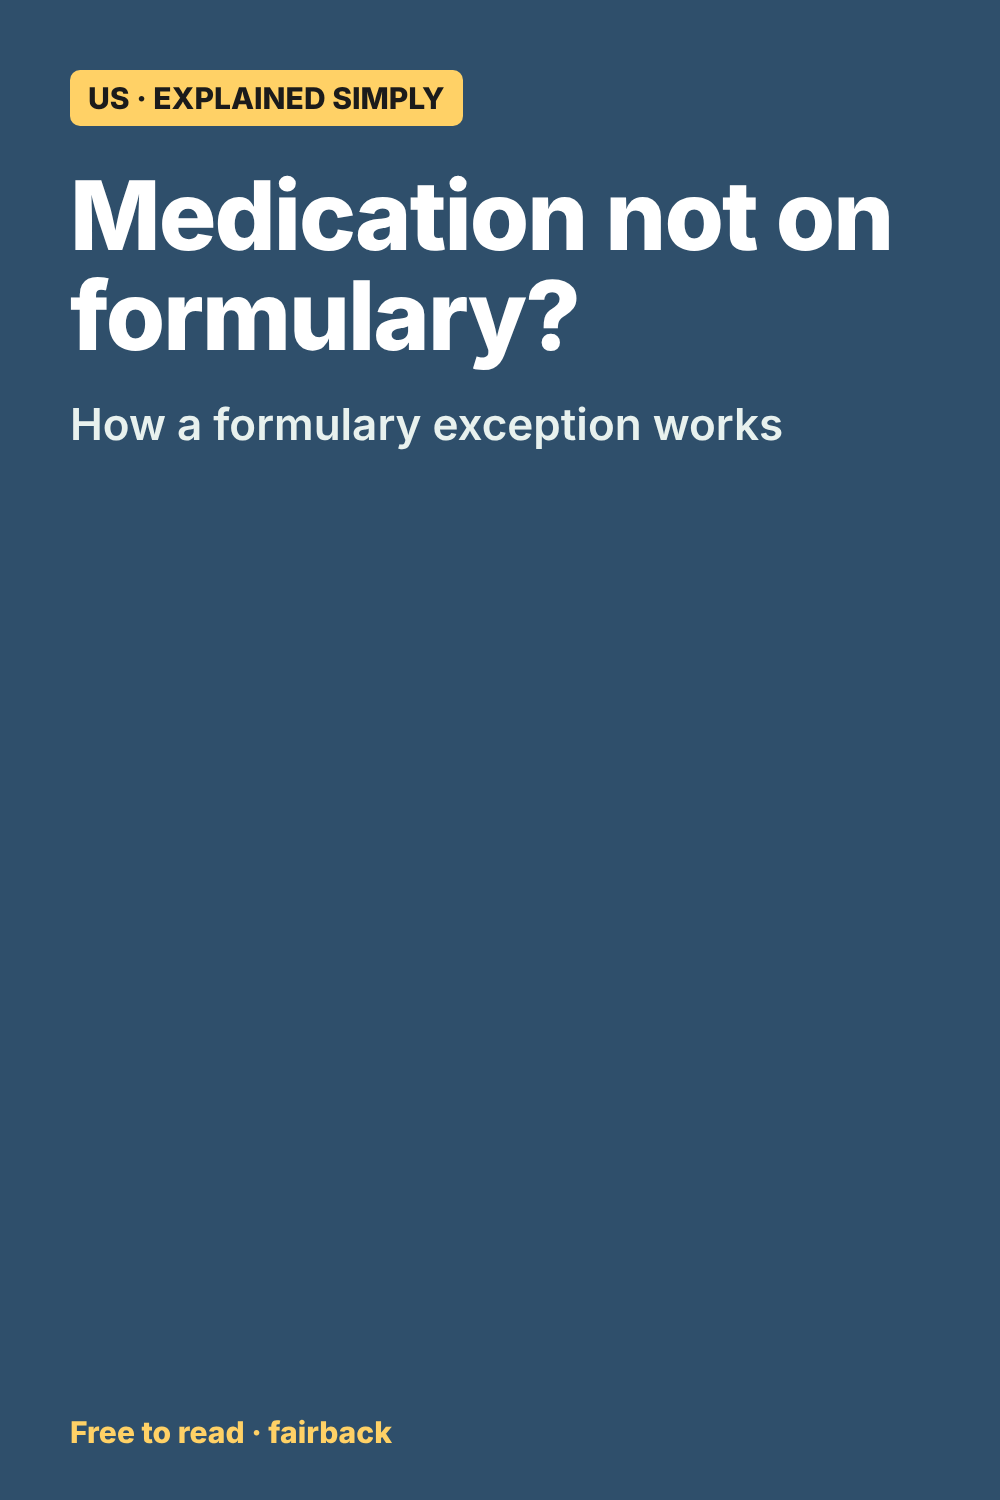 US · EXPLAINED SIMPLY
Medication not on
formulary?
How a formulary exception works
Free to read · fairback